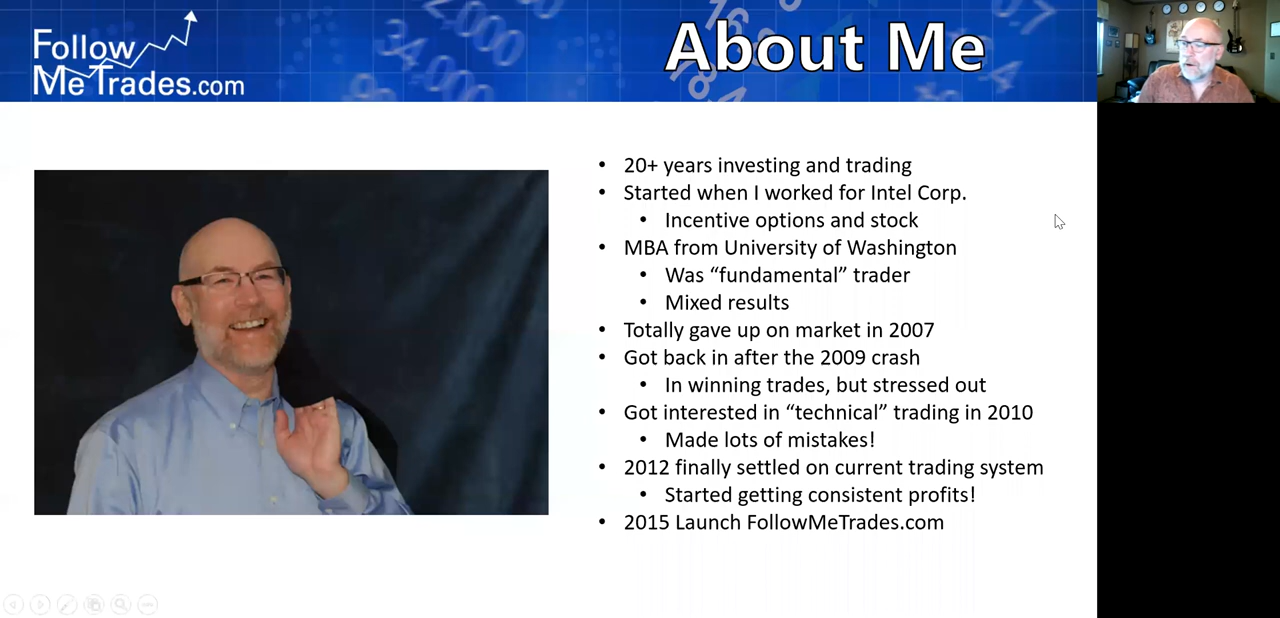 Follow
Me Trades.com
About Me
• 20+ years investing and trading
• Started when I worked for Intel Corp.
• Incentive options and stock
• MBA from University of Washington
• Was “fundamental” trader
• Mixed results
• Totally gave up on market in 2007
• Got back in after the 2009 crash
• In winning trades, but stressed out
• Got interested in “technical” trading in 2010
• Made lots of mistakes!
• 2012 finally settled on current trading system
• Started getting consistent profits!
• 2015 Launch FollowMeTrades.com